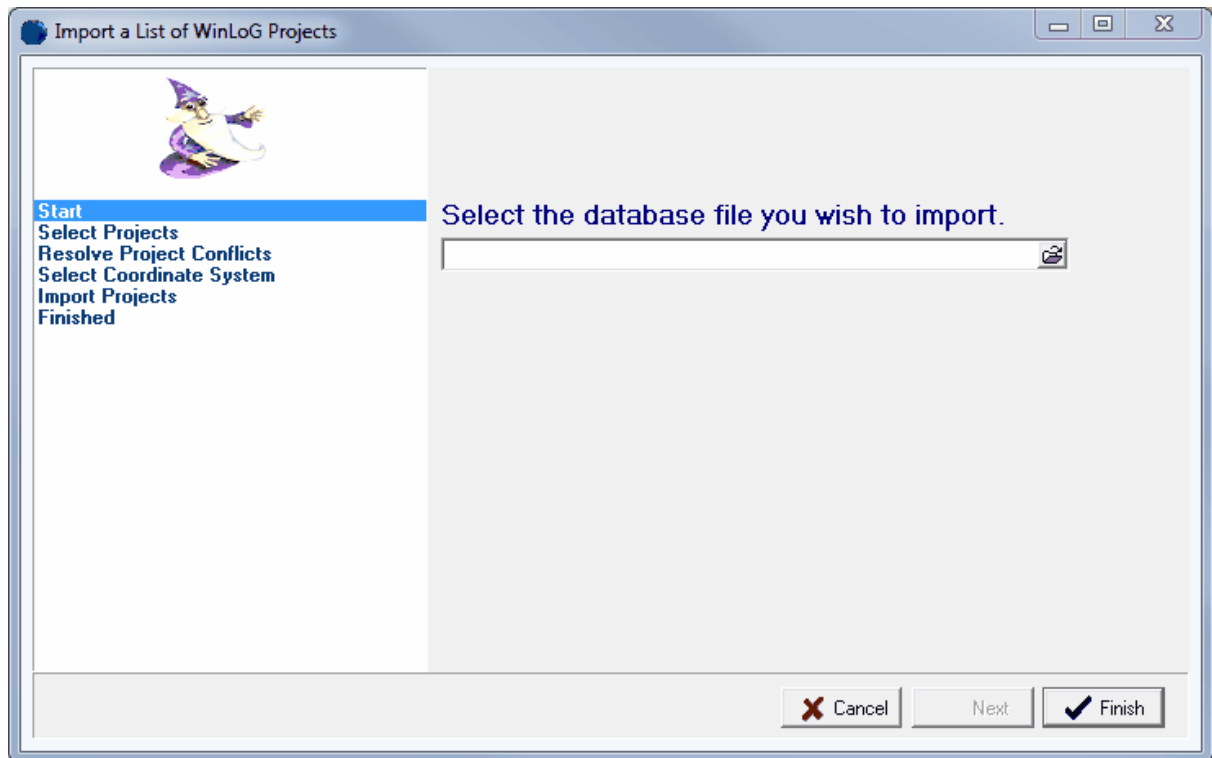 Import a List of WinLoG Projects
Start
Select Projects
Resolve Project Conflicts
Select Coordinate System
Import Projects
Finished
Select the database file you wish to import.
Cancel
Next
Finish